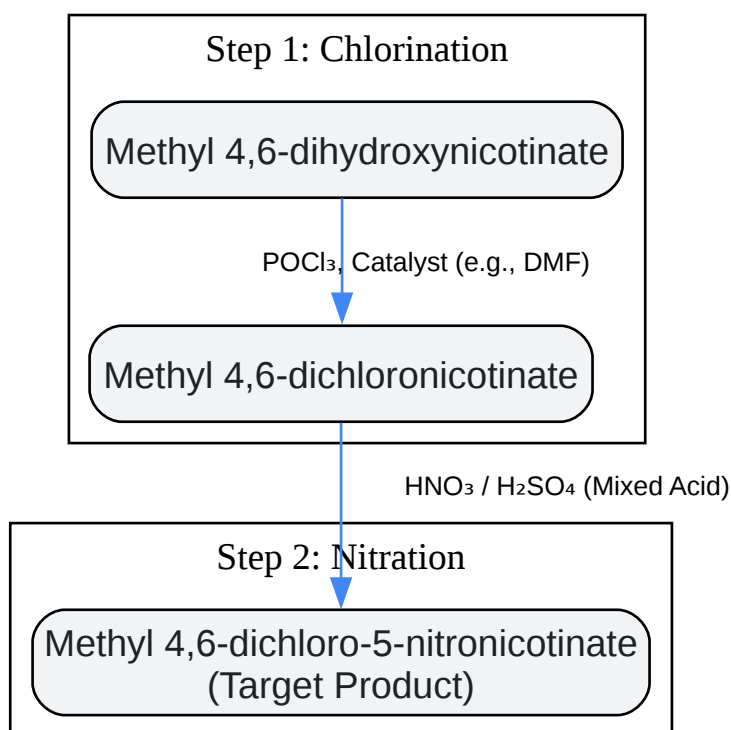 Step 1: Chlorination
Methyl 4,6-dihydroxynicotinate
POCl₃, Catalyst (e.g., DMF)
Methyl 4,6-dichloronicotinate
HNO₃ / H₂SO₄ (Mixed Acid)
Step 2: Nitration
Methyl 4,6-dichloro-5-nitronicotinate
(Target Product)